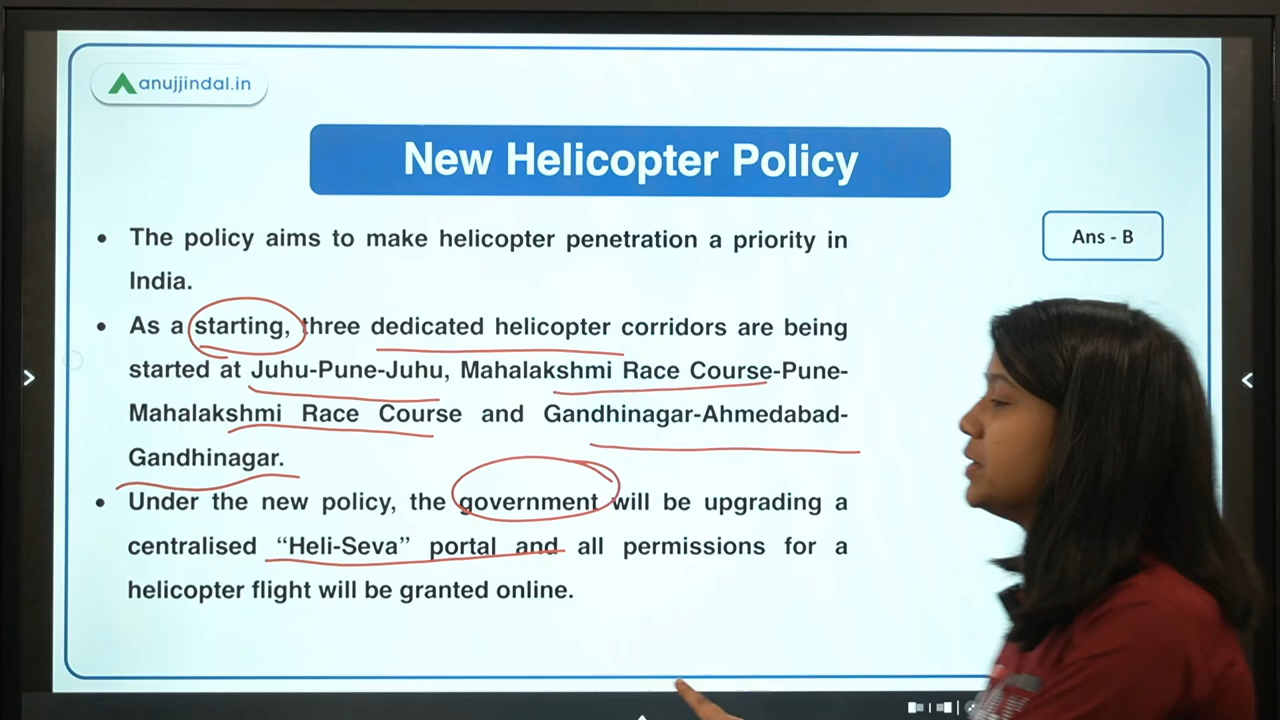 anujjindal.in
New Helicopter Policy
• The policy aims to make helicopter penetration a priority in
India.
Ans - B
• As a starting, three dedicated helicopter corridors are being
started at Juhu-Pune-Juhu, Mahalakshmi Race Course-Pune-
Mahalakshmi Race Course and Gandhinagar-Ahmedabad-
Gandhinagar.
• Under the new policy, the government will be upgrading a
centralised “Heli-Seva” portal and all permissions for a
helicopter flight will be granted online.